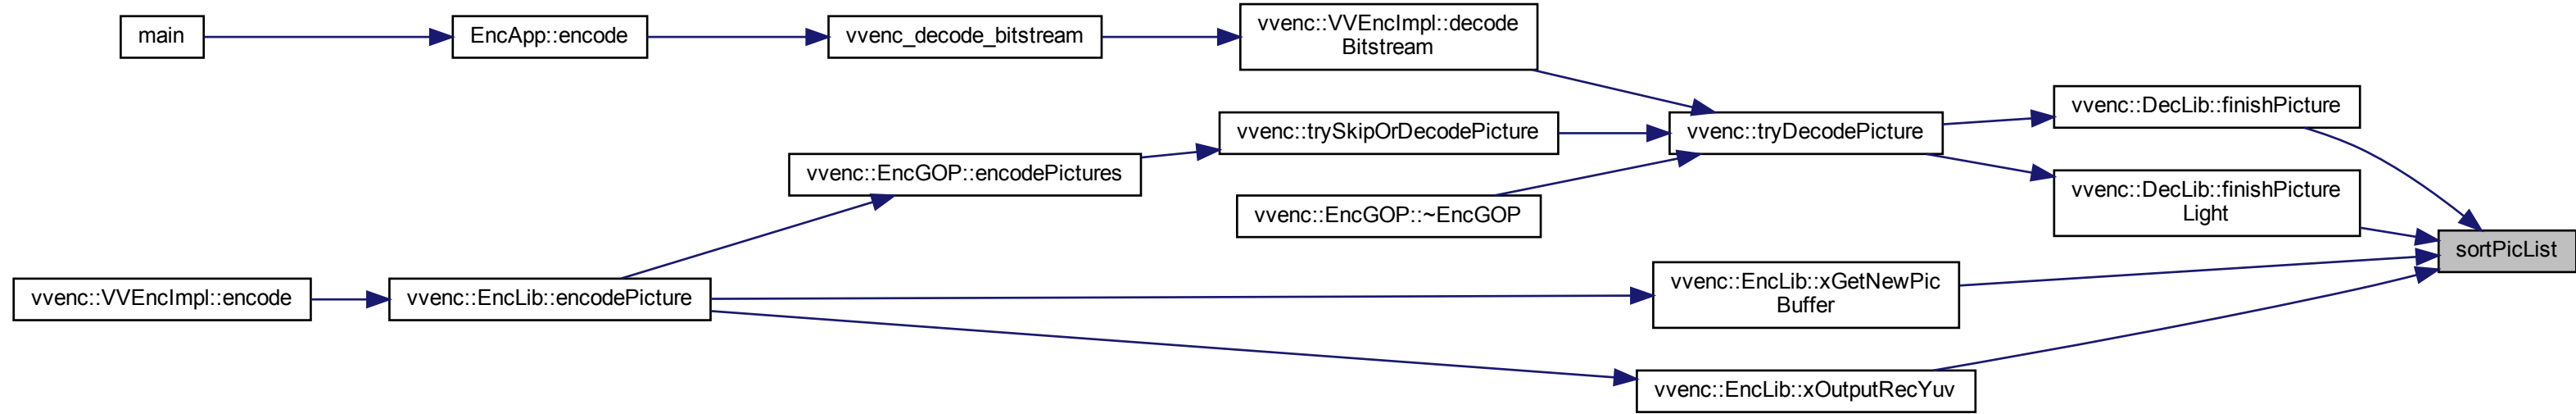 main
EncApp::encode
vvenc_decode_bitstream
vvenc::VVEncImpl::decode
Bitstream
vvenc::DecLib::finishPicture
vvenc::trySkipOrDecodePicture
vvenc::tryDecodePicture
vvenc::EncGOP::encodePictures
vvenc::EncGOP::~EncGOP
vvenc::DecLib::finishPicture
Light
sortPicList
vvenc::VVEncImpl::encode
vvenc::EncLib::encodePicture
vvenc::EncLib::xGetNewPic
Buffer
vvenc::EncLib::xOutputRecYuv